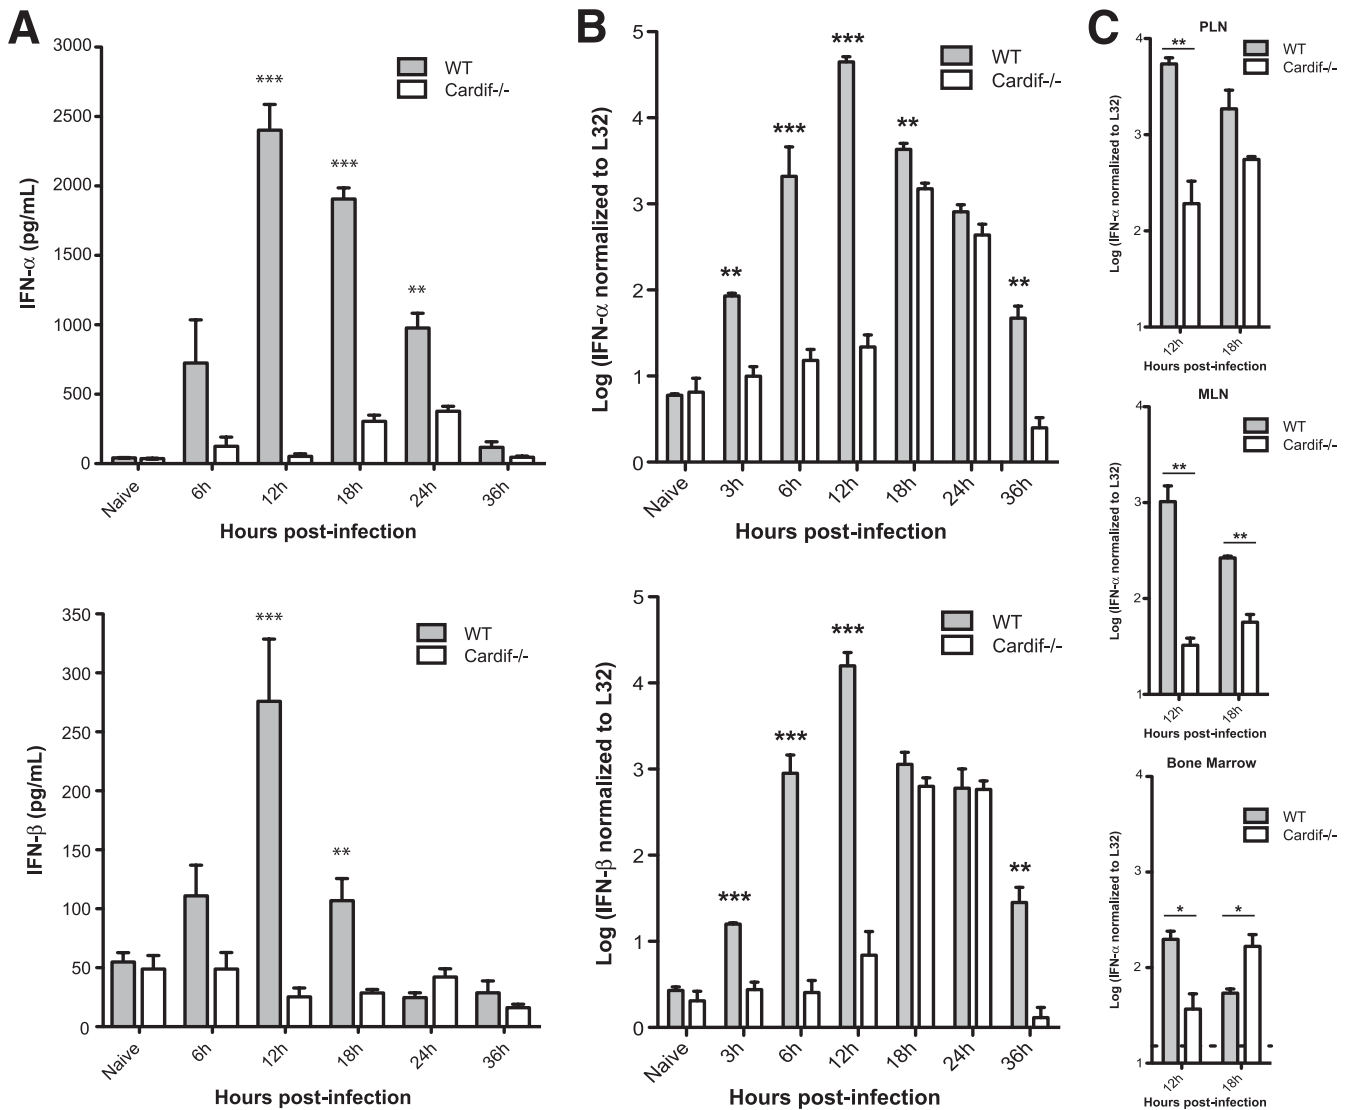 A
3000
2500
2000
1500
1000
500
0
IFN-α (pg/mL)
***
***
**
WT
Cardif-/-
Naive
6h
12h
18h
24h
36h
Hours post-infection
350
300
250
200
150
100
50
0
IFN-β (pg/mL)
***
**
WT
Cardif-/-
Naive
6h
12h
18h
24h
36h
Hours post-infection
B
5
4
3
2
1
0
Log (IFN-α normalized to L32)
**
***
***
**
**
WT
Cardif-/-
Naive
3h
6h
12h
18h
24h
36h
Hours post-infection
5
4
3
2
1
0
Log (IFN-β normalized to L32)
***
***
***
**
WT
Cardif-/-
Naive
3h
6h
12h
18h
24h
36h
Hours post-infection
C
PLN
4
3
2
1
Log (IFN-α normalized to L32)
**
WT
Cardif-/-
12h
18h
Hours post-infection
MLN
4
3
2
1
Log (IFN-α normalized to L32)
**
**
WT
Cardif-/-
12h
18h
Hours post-infection
Bone Marrow
4
3
2
1
Log (IFN-α normalized to L32)
*
*
WT
Cardif-/-
12h
18h
Hours post-infection